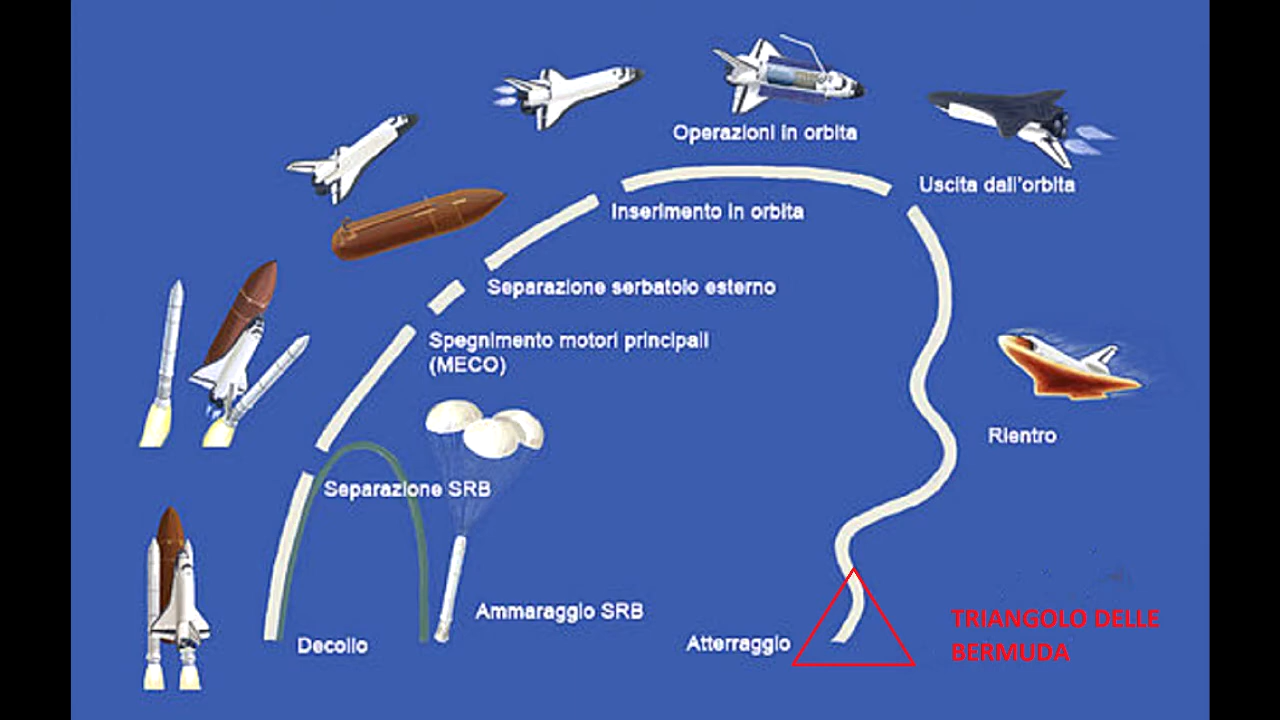 Operazioni in orbita
Uscita dall'orbita
Inserimento in orbita
Separazione serbatoio esterno
Spegnimento motori principali
(MECO)
Rientro
Separazione SRB
Ammaraggio SRB
Decollo
Atterraggio
TRIANGOLO DELLE
BERMUDA